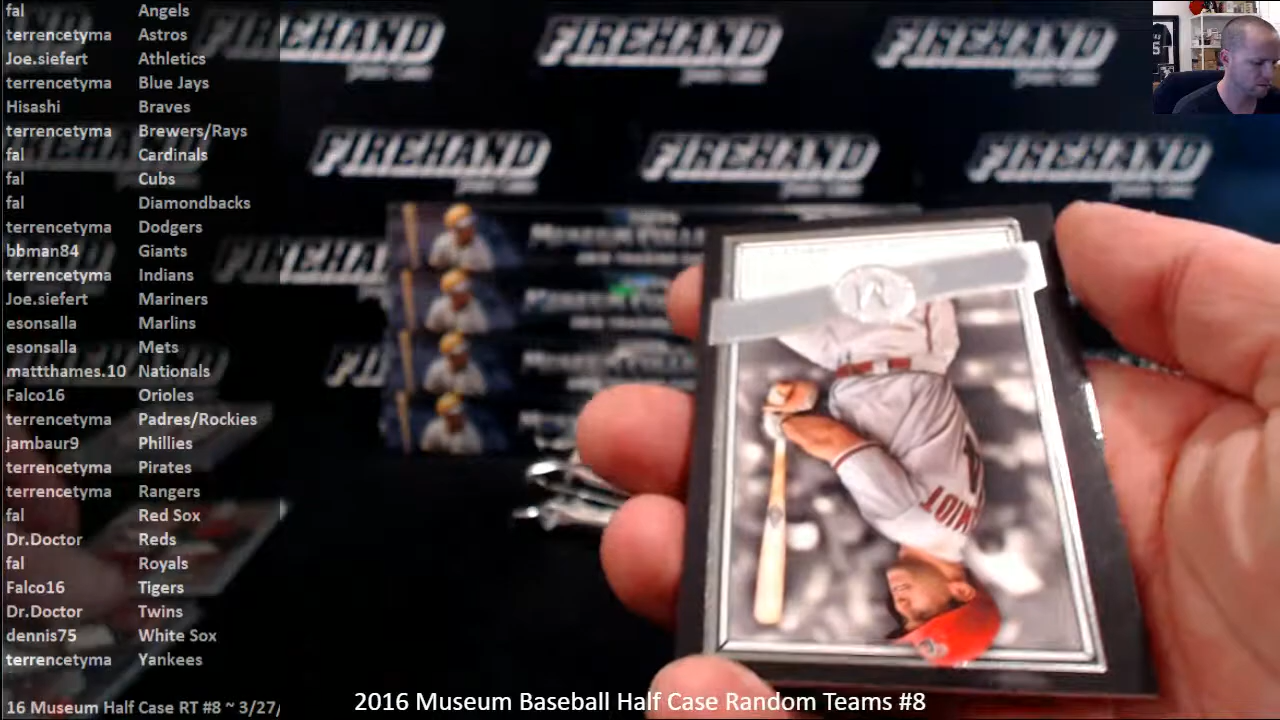 fal Angels
terrencetyma Astros
Joe.siefert Athletics
terrencetyma Blue Jays
Hisashi Braves
terrencetyma Brewers/Rays
fal Cardinals
fal Cubs
fal Diamondbacks
terrencetyma Dodgers
bbman84 Giants
terrencetyma Indians
Joe.siefert Mariners
esonsalla Marlins
esonsalla Mets
mattthames.10 Nationals
Falco16 Orioles
terrencetyma Padres/Rockies
jambaur9 Phillies
terrencetyma Pirates
terrencetyma Rangers
fal Red Sox
Dr.Doctor Reds
fal Royals
Falco16 Tigers
Dr.Doctor Twins
dennis75 White Sox
terrencetyma Yankees
16 Museum Half Case RT #8 ~ 3/27/
FIREHAND FIREHAND FIREHAND
FIREHAND FIREHAND FIREHAND
2016 Museum Baseball Half Case Random Teams #8